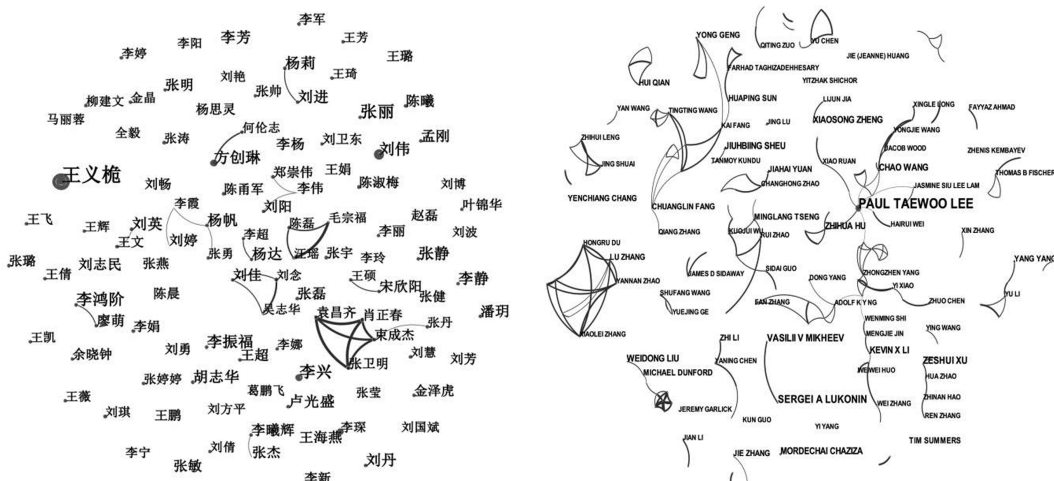 李军
李婷
李阳
李芳
王芳
王璐
杨莉
王琦
刘艳
张明
张帅
刘进
柳建文
金晶
杨思灵
张丽
陈曦
马丽蓉
全毅
张涛
何伦志
李杨
刘卫东
刘伟
孟刚
方创琳
王义桅
郑崇伟
王娟
刘畅
陈甬军
李伟
陈淑梅
刘博
李霞
刘阳
叶锦华
王飞
王辉
刘英
杨帆
陈磊
毛宗福
赵磊
王文
刘婷
李超
李丽
刘波
张璐
张勇
杨达
汪瑶
张宇
李玲
张静
王倩
刘志民
张燕
刘佳
刘念
王硕
宋欣阳
李静
李鸿阶
陈晨
张磊
张健
吴志华
袁昌齐
肖正春
潘玥
廖萌
李娟
张丹
束成杰
王凯
余晓钟
刘勇
李振福
王超
李娜
刘慧
刘芳
张卫明
张婷婷
胡志华
李兴
王薇
葛鹏飞
张莹
金泽虎
刘琪
王鹏
刘方平
卢光盛
李曦辉
王海燕
李琛
刘国斌
李宁
刘倩
张杰
张敏
刘丹
李新
YONG GENG
QITING ZUO
YU CHEN
JIE (JEANNE) HUANG
HUI QIAN
FARHAD TAGHIZADEHHESARY
YITZHAK SHICHOR
HUAPING SUN
LIJUN JIA
YAN WANG
TINGTING WANG
XINGLE LONG
FAYYAZ AHMAD
KAI FANG
JING LU
XIAOSONG ZHENG
YONGJIE WANG
ZHIHUI LENG
JIUHBIING SHEU
JACOB WOOD
ZHENIS KEMBAYEV
JING SHUAI
TANMOY KUNDU
JIAHAI YUAN
XIAO RUAN
CHAO WANG
THOMAS B FISCHER
CHANGHONG ZHAO
JASMINE SIU LEE LAM
YENCHIANG CHANG
CHUANGLIN FANG
PAUL TAEWOO LEE
MINGLANG TSENG
ZHIHUA HU
HAIRUI WEI
QIANG ZHANG
KUOJUI WU
RUI ZHAO
XIN ZHANG
HONGRU DU
LU ZHANG
YANG YANG
JAMES D SIDAWAY
SIDAI GUO
ZHONGZHEN YANG
YANNAN ZHAO
DONG YANG
YI XIAO
SHUFANG WANG
FAN ZHANG
ADOLF K Y NG
ZHUO CHEN
YU LI
YUEJING GE
WENMING SHI
XIAOLEI ZHANG
ZHI LI
VASILII V MIKHEEV
MENGJIE JIN
YING WANG
WEIDONG LIU
YANING CHEN
KEVIN X LI
ZESHUI XU
MICHAEL DUNFORD
WEIWEI HUO
HUA ZHAO
SERGEI A LUKONIN
ZHINAN HAO
JEREMY GARLICK
WEI ZHANG
REN ZHANG
KUN GUO
YI YANG
JIAN LI
TIM SUMMERS
JIE ZHANG
MORDECHAI CHAZIZA